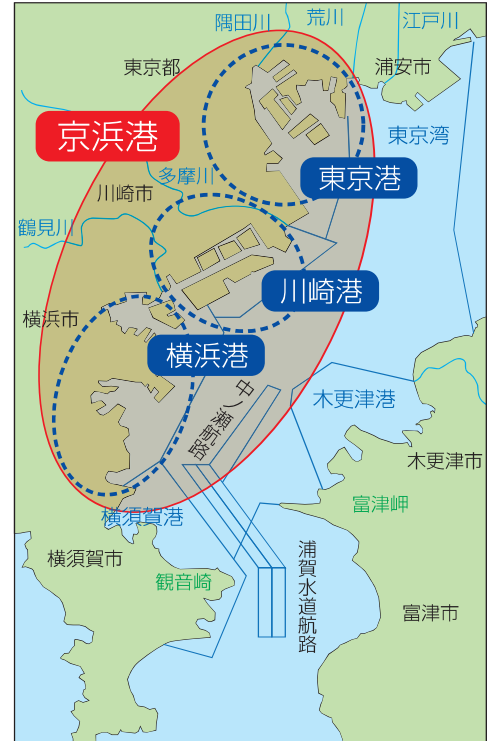 隅田川
荒川
江戸川
東京都
浦安市
京浜港
東京湾
多摩川
東京港
川崎市
鶴見川
川崎港
横浜市
横浜港
中ノ瀬航路
木更津港
木更津市
富津岬
横須賀港
横須賀市
観音崎
浦賀水道航路
富津市